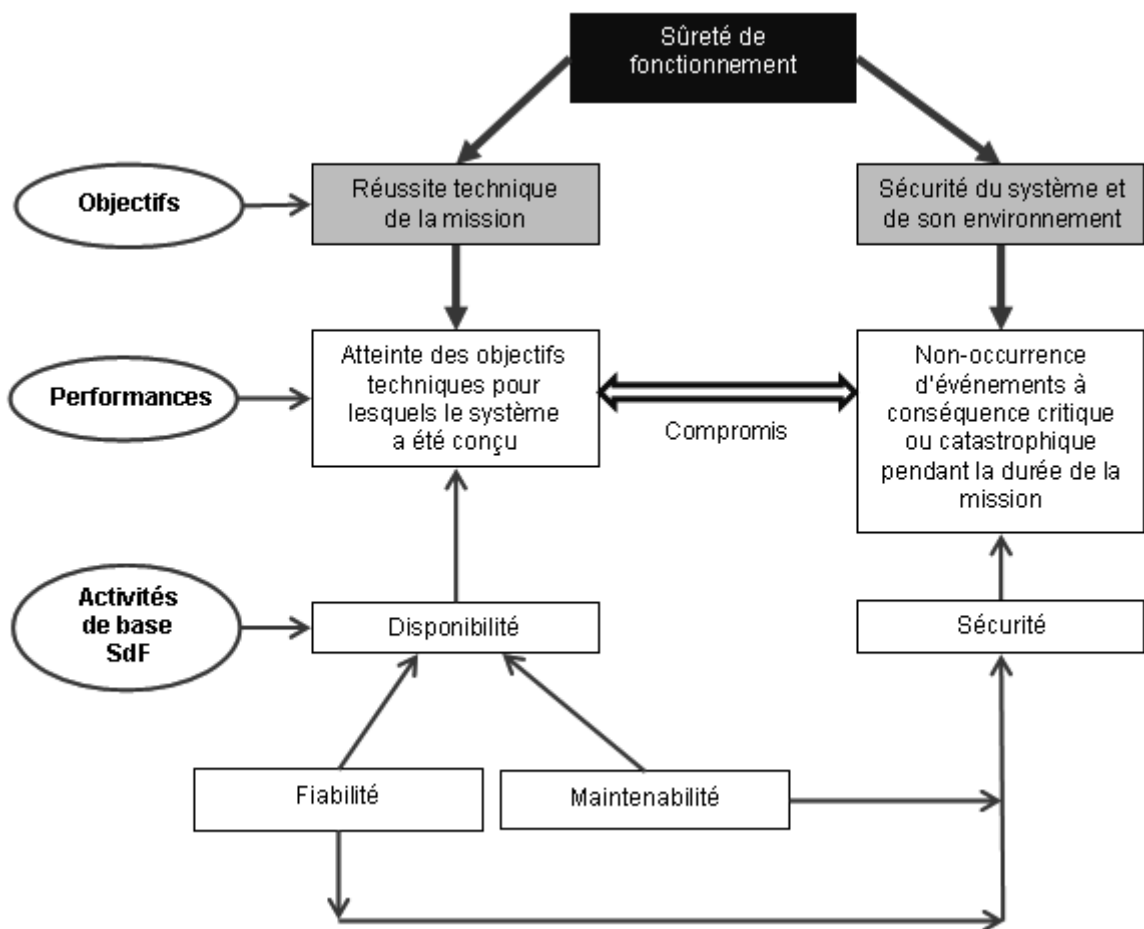 Sûreté de
fonctionnement
Objectifs
Réussite technique
de la mission
Sécurité du système et
de son environnement
Performances
Atteinte des objectifs
techniques pour
lesquels le système
a été conçu
Compromis
Non-occurrence
d'événements à
conséquence critique
ou catastrophique
pendant la durée de la
mission
Activités
de base
SdF
Disponibilité
Sécurité
Fiabilité
Maintenabilité